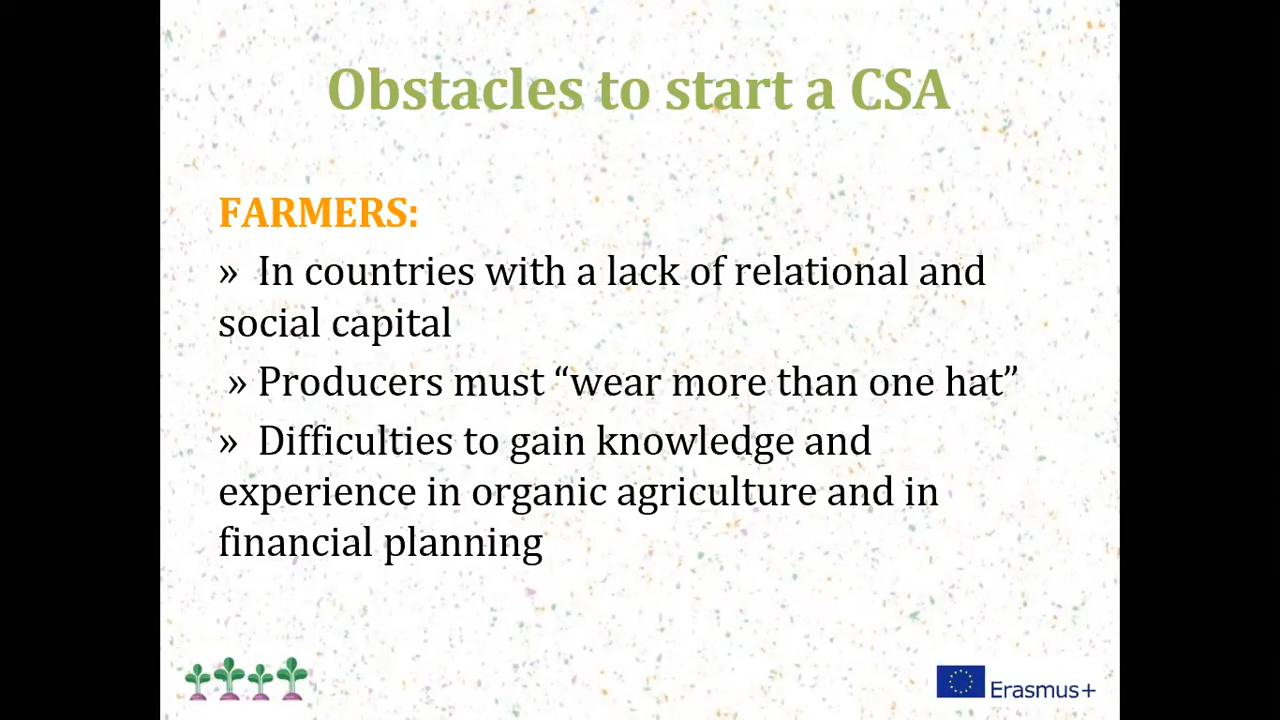 Obstacles to start a CSA
FARMERS:
» In countries with a lack of relational and
social capital
» Producers must “wear more than one hat”
» Difficulties to gain knowledge and
experience in organic agriculture and in
financial planning
Erasmus+